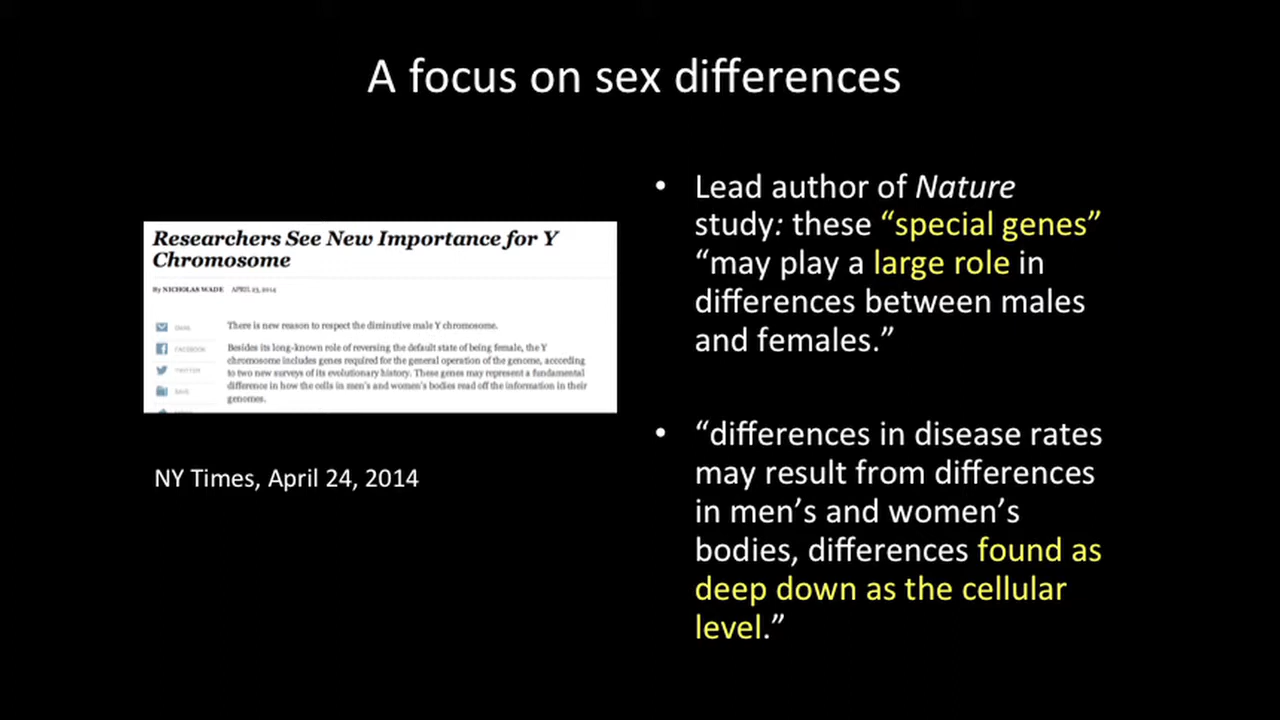 A focus on sex differences
Researchers See New Importance for Y
Chromosome
By NICHOLAS WADE APRIL 23, 2014
EMAIL
FACEBOOK
TWITTER
SAVE
There is new reason to respect the diminutive male Y chromosome.
Besides its long-known role of reversing the default state of being female, the Y
chromosome includes genes required for the general operation of the genome, according
to two new surveys of its evolutionary history. These genes may represent a fundamental
difference in how the cells in men's and women's bodies read off the information in their
genomes.
NY Times, April 24, 2014
• Lead author of Nature
study: these “special genes”
“may play a large role in
differences between males
and females.”
• “differences in disease rates
may result from differences
in men’s and women’s
bodies, differences found as
deep down as the cellular
level.”